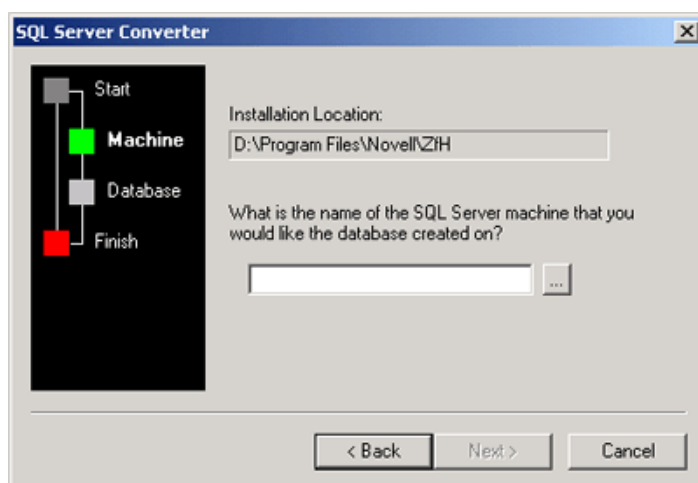 SQL Server Converter
Start
Machine
Database
Finish
Installation Location:
D:\Program Files\Novell\ZfH
What is the name of the SQL Server machine that you
would like the database created on?
...
< Back
Next >
Cancel